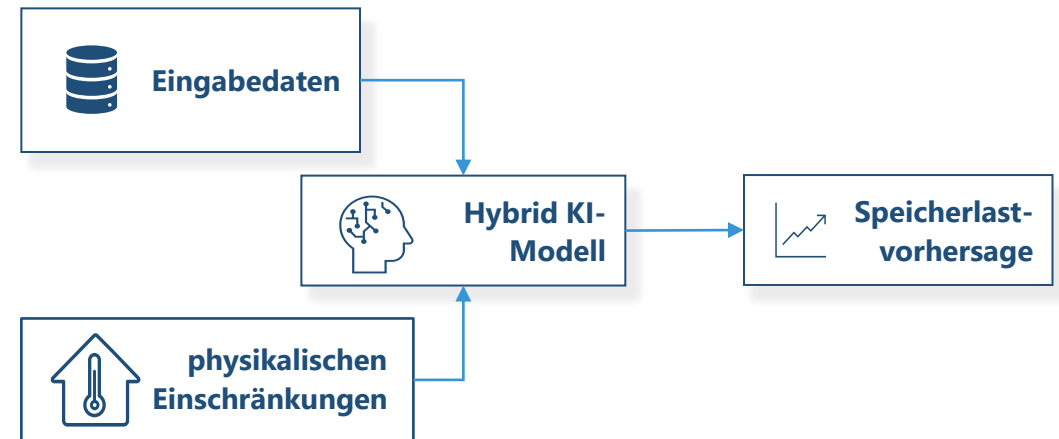 Eingabedaten
Hybrid KI-
Modell
Speicherlast-
vorhersage
physikalischen
Einschränkungen